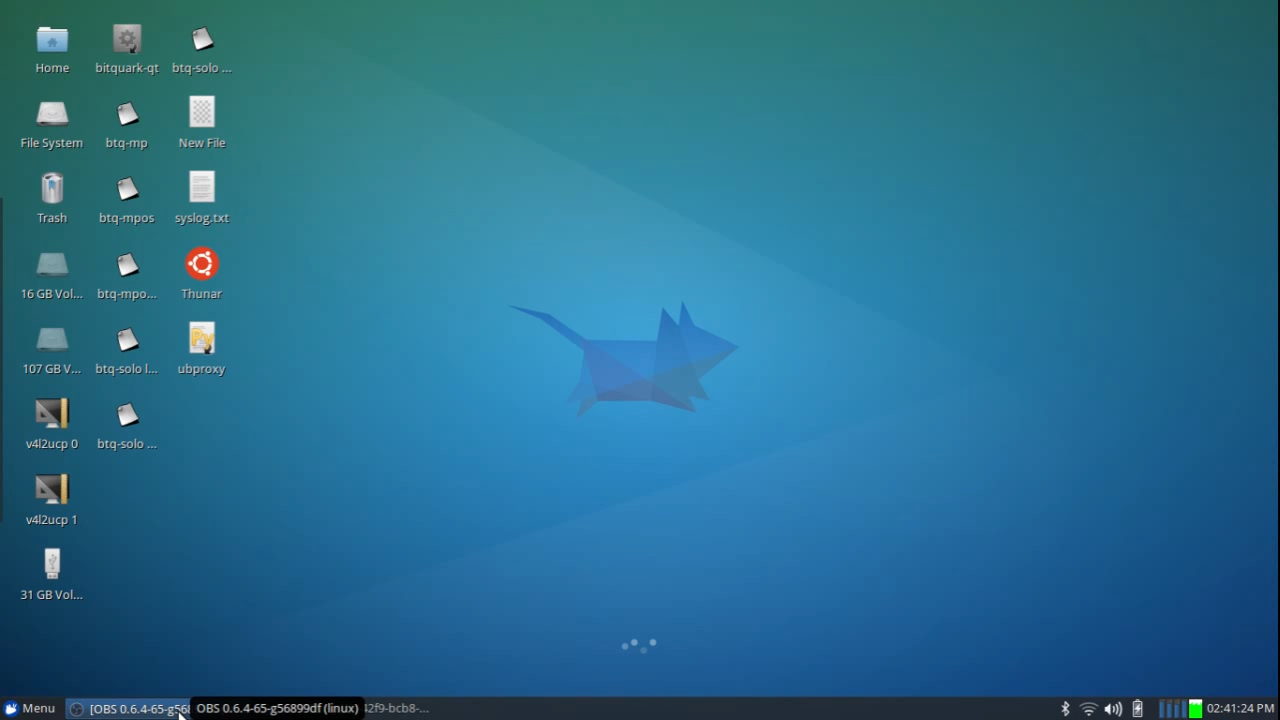 Home
bitquark-qt
btq-solo ...
File System
btq-mp
New File
Trash
btq-mpos
syslog.txt
16 GB Vol...
btq-mpo...
Thunar
107 GB V...
btq-solo l...
ubproxy
v4l2ucp 0
btq-solo ...
v4l2ucp 1
31 GB Vol...
Menu
[OBS 0.6.4-65-g568
OBS 0.6.4-65-g56899df (linux)
42f9-bcb8-...
02:41:24 PM